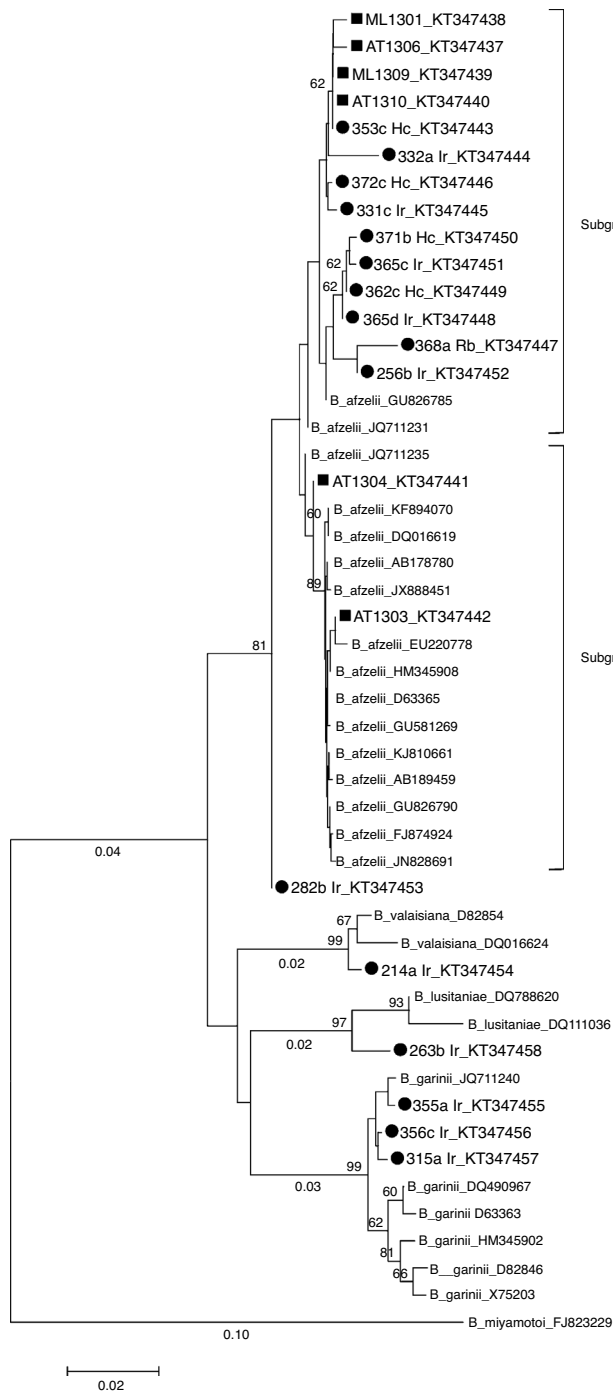 ML1301_KT347438
AT1306_KT347437
ML1309_KT347439
62
AT1310_KT347440
353c Hc_KT347443
332a Ir_KT347444
372c Hc_KT347446
331c Ir_KT347445
Subgr
371b Hc_KT347450
62
365c Ir_KT347451
62
362c Hc_KT347449
365d Ir_KT347448
368a Rb_KT347447
256b Ir_KT347452
B_afzelii_GU826785
B_afzelii_JQ711231
B_afzelii_JQ711235
AT1304_KT347441
60
B_afzelii_KF894070
B_afzelii_DQ016619
B_afzelii_AB178780
89
B_afzelii_JX888451
AT1303_KT347442
81
B_afzelii_EU220778
Subgr
B_afzelii_HM345908
B_afzelii_D63365
B_afzelii_GU581269
B_afzelii_KJ810661
B_afzelii_AB189459
B_afzelii_GU826790
B_afzelii_FJ874924
0.04
B_afzelii_JN828691
282b Ir_KT347453
67
B_valaisiana_D82854
99
B_valaisiana_DQ016624
0.02
214a Ir_KT347454
93
B_lusitaniae_DQ788620
97
B_lusitaniae_DQ111036
0.02
263b Ir_KT347458
B_garinii_JQ711240
355a Ir_KT347455
356c Ir_KT347456
99
315a Ir_KT347457
0.03
60
B_garinii_DQ490967
62
B_garinii D63363
81
B_garinii_HM345902
66
B__garinii_D82846
B_garinii_X75203
B_miyamotoi_FJ823229
0.10
0.02